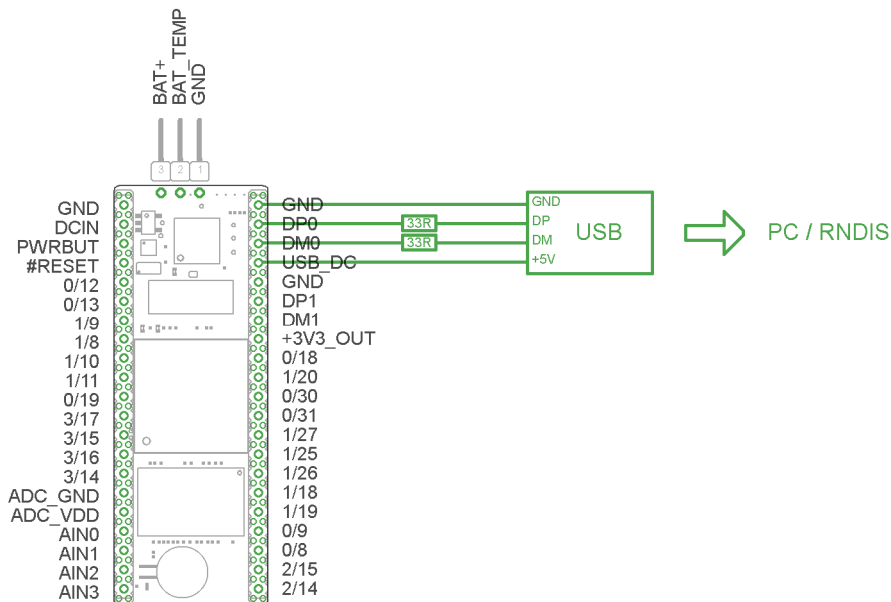 BAT+
BAT_TEMP
GND
3 2 1
GND
DCIN
PWRBUT
#RESET
0/12
0/13
1/9
1/8
1/10
1/11
0/19
3/17
3/15
3/16
3/14
ADC_GND
ADC_VDD
AIN0
AIN1
AIN2
AIN3
GND
DP0
DM0
USB_DC
GND
DP1
DM1
+3V3_OUT
0/18
1/20
0/30
0/31
1/27
1/25
1/26
1/18
1/19
0/9
0/8
2/15
2/14
33R
33R
GND
DP
DM
+5V
USB
PC / RNDIS